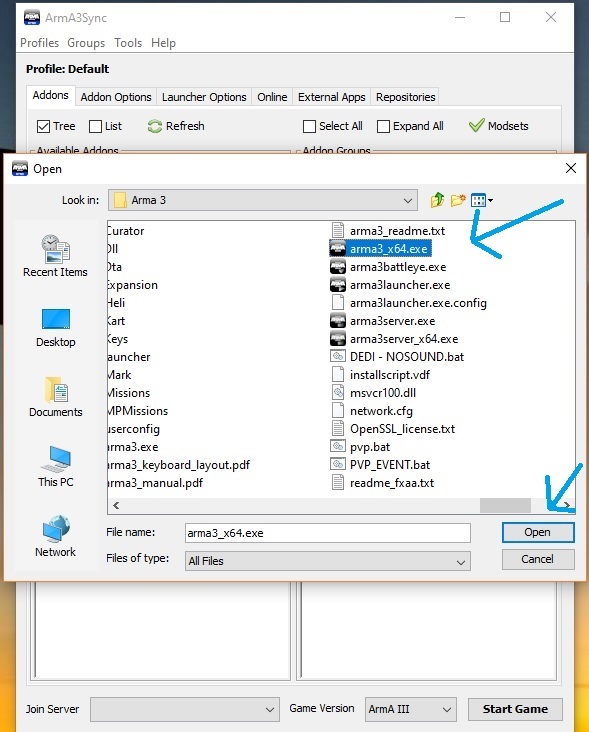 ArmA3Sync
Profiles Groups Tools Help
Profile: Default
Addons Addon Options Launcher Options Online External Apps Repositories
Tree List Refresh Select All Expand All Modsets
Available Addons Addon Groups
Open
Look in: Arma 3
Recent Items
Desktop
Documents
This PC
Network
Curator
Dll
Dta
Expansion
Heli
Kart
Keys
Launcher
Mark
Missions
MPMissions
userconfig
arma3.exe
arma3_keyboard_layout.pdf
arma3_manual.pdf
arma3_readme.txt
arma3_x64.exe
arma3battleye.exe
arma3launcher.exe
arma3launcher.exe.config
arma3server.exe
arma3server_x64.exe
DEDI - NOSOUND.bat
installscript.vdf
msvcr100.dll
network.cfg
OpenSSL_license.txt
pvp.bat
PVP_EVENT.bat
readme_fxaa.txt
File name: arma3_x64.exe Open
Files of type: All Files Cancel
Join Server Game Version ArmA III Start Game